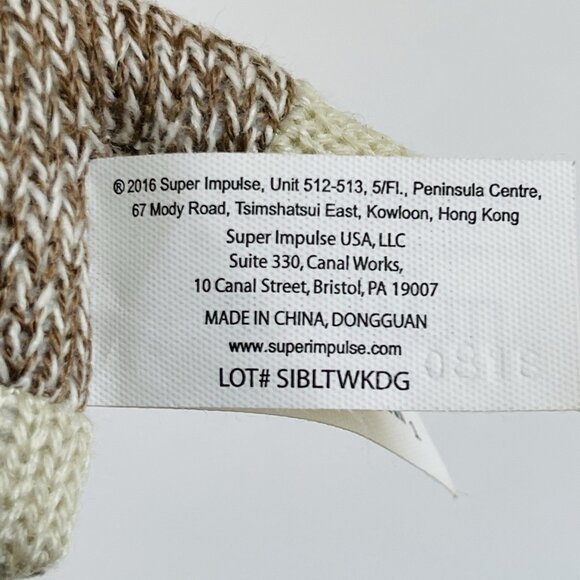 ® 2016 Super Impulse, Unit 512-513, 5/Fl., Peninsula Centre,
67 Mody Road, Tsimshatsui East, Kowloon, Hong Kong
Super Impulse USA, LLC
Suite 330, Canal Works,
10 Canal Street, Bristol, PA 19007
MADE IN CHINA, DONGGUAN
www.superimpulse.com
LOT# SIBLTWKDG